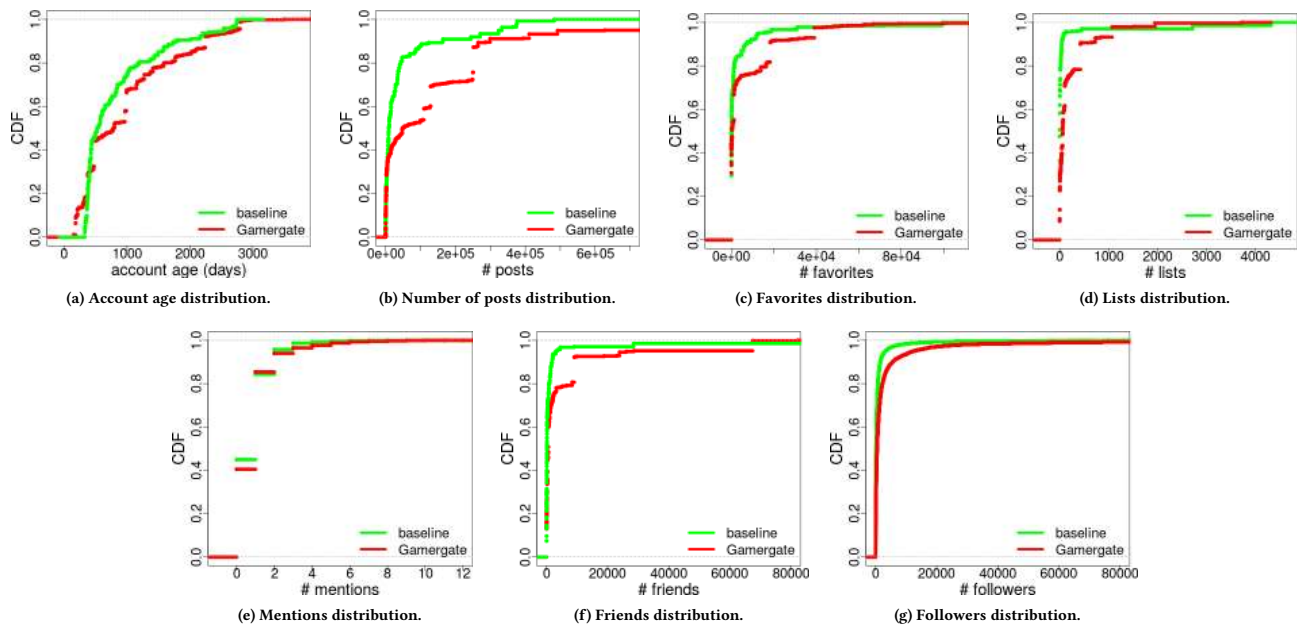 CDF
0.0 0.2 0.4 0.6 0.8 1.0
baseline
Gamergate
0 1000 2000 3000
account age (days)
(a) Account age distribution.
CDF
0.0 0.2 0.4 0.6 0.8 1.0
baseline
Gamergate
0e+00 2e+05 4e+05 6e+05
# posts
(b) Number of posts distribution.
CDF
0.0 0.2 0.4 0.6 0.8 1.0
baseline
Gamergate
0e+00 4e+04 8e+04
# favorites
(c) Favorites distribution.
CDF
0.0 0.2 0.4 0.6 0.8 1.0
baseline
Gamergate
0 1000 2000 3000 4000
# lists
(d) Lists distribution.
CDF
0.0 0.2 0.4 0.6 0.8 1.0
baseline
Gamergate
0 2 4 6 8 10 12
# mentions
(e) Mentions distribution.
CDF
0.0 0.2 0.4 0.6 0.8 1.0
baseline
Gamergate
0 20000 40000 60000 80000
# friends
(f) Friends distribution.
CDF
0.0 0.2 0.4 0.6 0.8 1.0
baseline
Gamergate
0 20000 40000 60000 80000
# followers
(g) Followers distribution.